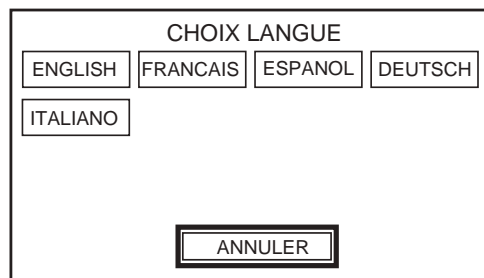 CHOIX LANGUE
ENGLISH FRANCAIS ESPANOL DEUTSCH
ITALIANO
ANNULER